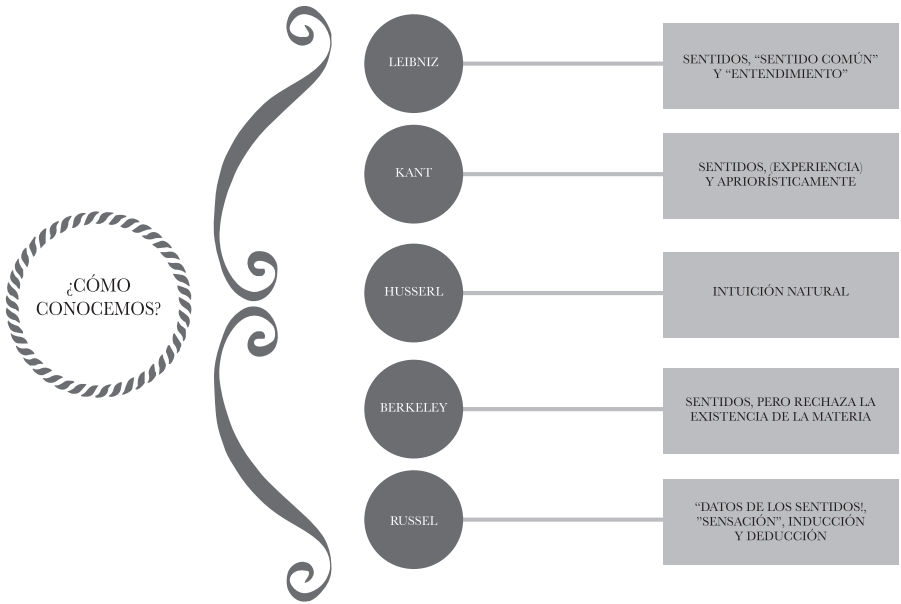 ¿CÓMO
CONOCEMOS?
LEIBNIZ
SENTIDOS, “SENTIDO COMÚN”
Y “ENTENDIMIENTO”
KANT
SENTIDOS, (EXPERIENCIA)
Y APRIORÍSTICAMENTE
HUSSERL
INTUICIÓN NATURAL
BERKELEY
SENTIDOS, PERO RECHAZA LA
EXISTENCIA DE LA MATERIA
RUSSEL
“DATOS DE LOS SENTIDOS!,
”SENSACIÓN”, INDUCCIÓN
Y DEDUCCIÓN